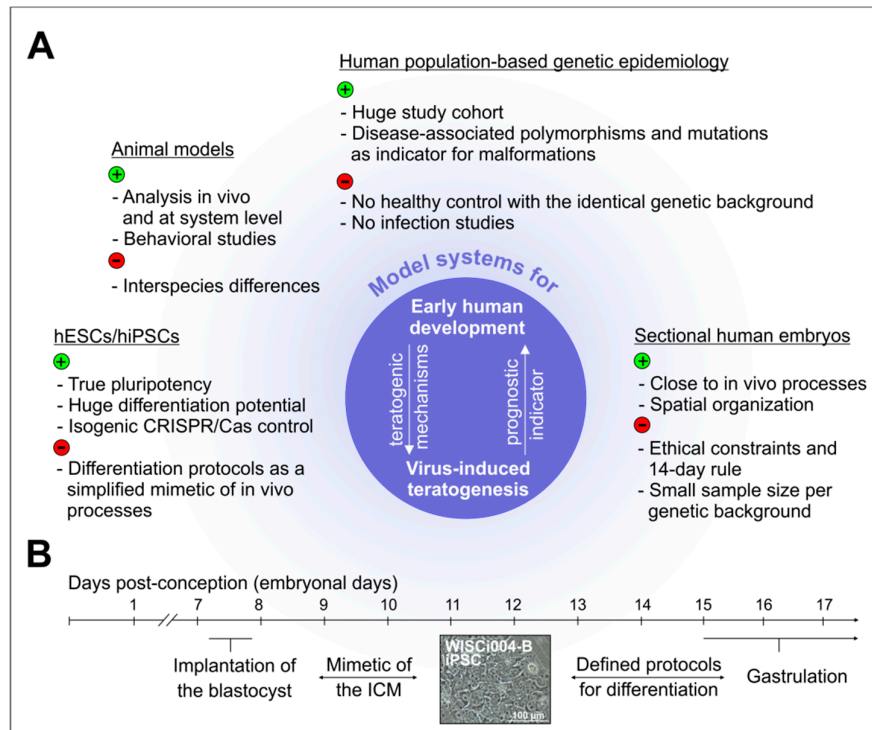 A
Human population-based genetic epidemiology
+
- Huge study cohort
- Disease-associated polymorphisms and mutations
as indicator for malformations
-
- No healthy control with the identical genetic background
- No infection studies
Animal models
+
- Analysis in vivo
and at system level
- Behavioral studies
-
- Interspecies differences
Model systems for
Early human
development
teratogenic
mechanisms
prognostic
indicator
Virus-induced
teratogenesis
hESCs/hiPSCs
+
- True pluripotency
- Huge differentiation potential
- Isogenic CRISPR/Cas control
-
- Differentiation protocols as a
simplified mimetic of in vivo
processes
Sectional human embryos
+
- Close to in vivo processes
- Spatial organization
-
- Ethical constraints and
14-day rule
- Small sample size per
genetic background
B
Days post-conception (embryonal days)
1 7 8 9 10 11 12 13 14 15 16 17
Implantation of
the blastocyst
Mimetic of
the ICM
WISCi004-B
iPSC
100 µm
Defined protocols
for differentiation
Gastrulation